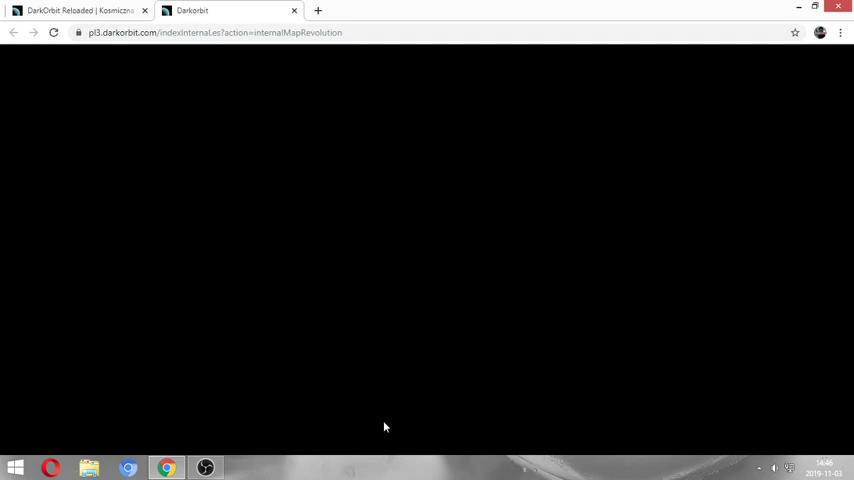 DarkOrbit Reloaded | Kosmiczna
Darkorbit
pl3.darkorbit.com/indexInternal.es?action=internalMapRevolution
14:46
2019-11-03